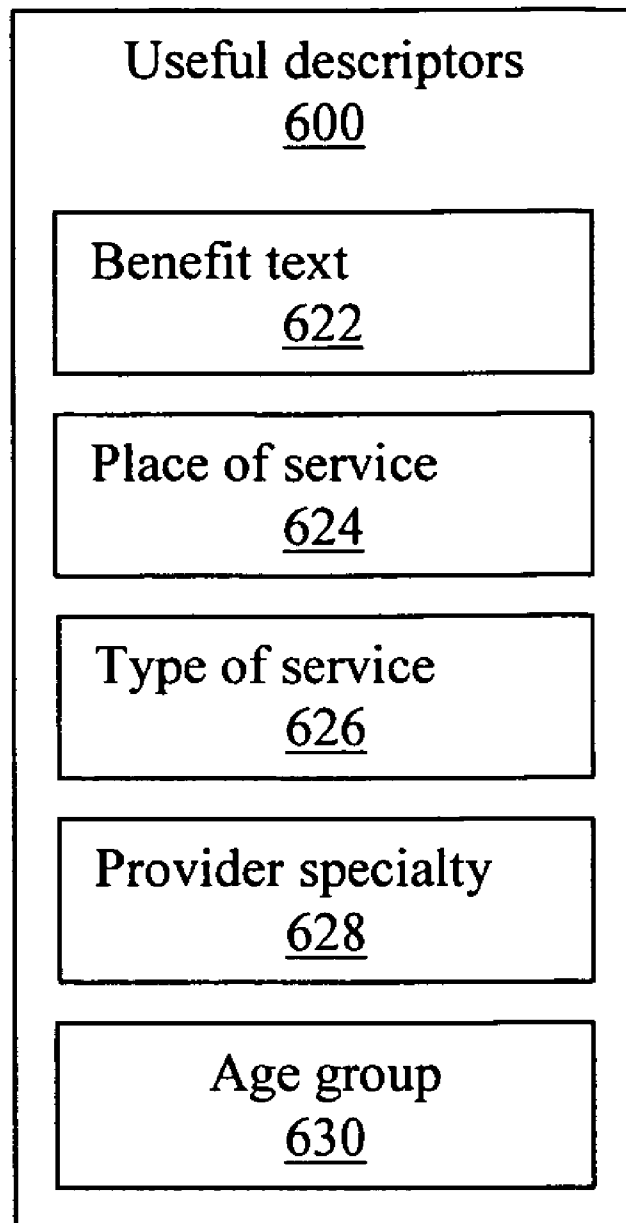 Useful descriptors
600
Benefit text
622
Place of service
624
Type of service
626
Provider specialty
628
Age group
630